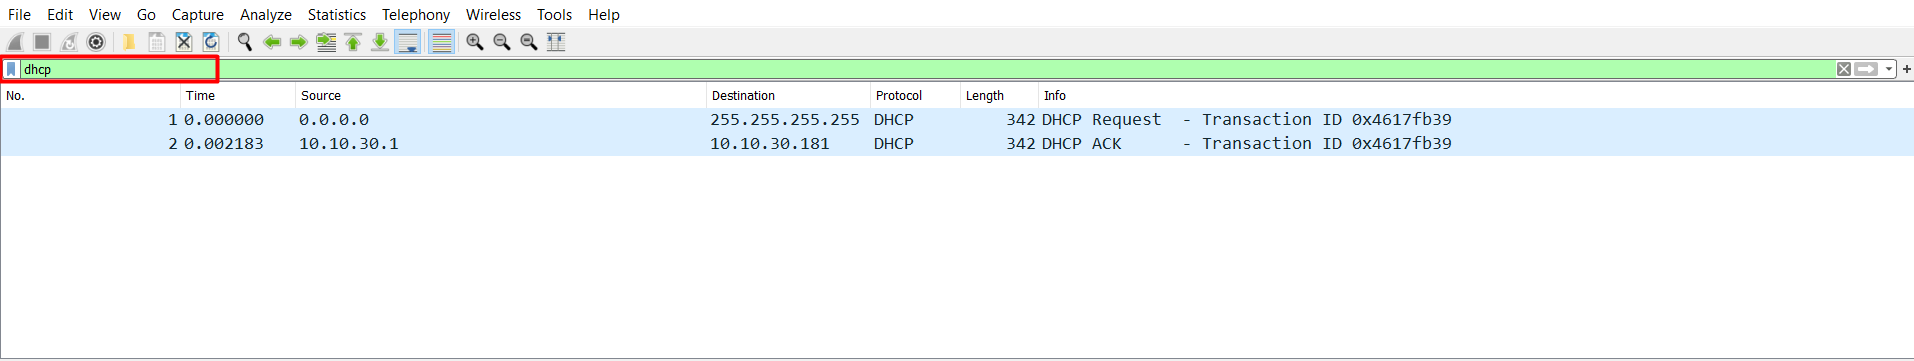 File Edit View Go Capture Analyze Statistics Telephony Wireless Tools Help
dhcp
No. Time Source Destination Protocol Length Info
1 0.000000 0.0.0.0 255.255.255.255 DHCP 342 DHCP Request - Transaction ID 0x4617fb39
2 0.002183 10.10.30.1 10.10.30.181 DHCP 342 DHCP ACK - Transaction ID 0x4617fb39